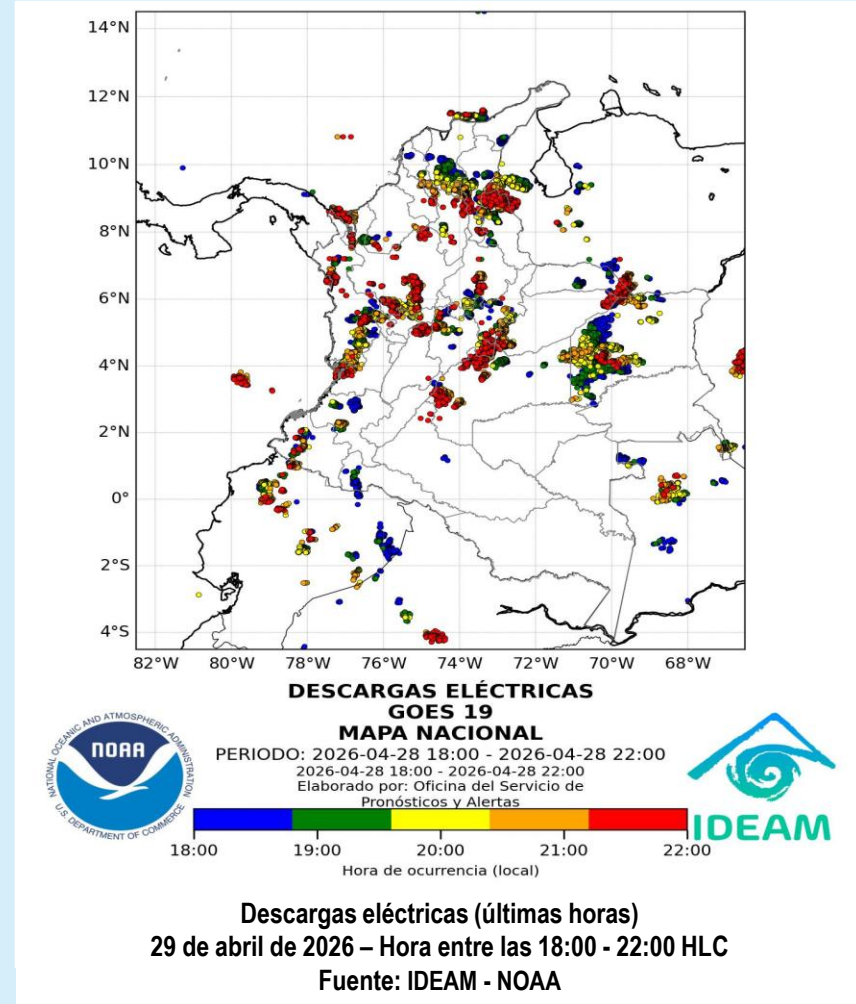 14°N
12°N
10°N
8°N
6°N
4°N
2°N
0°
2°S
4°S
82°W 80°W 78°W 76°W 74°W 72°W 70°W 68°W
DESCARGAS ELÉCTRICAS
GOES 19
MAPA NACIONAL
PERIODO: 2026-04-28 18:00 - 2026-04-28 22:00
2026-04-28 18:00 - 2026-04-28 22:00
Elaborado por: Oficina del Servicio de
Pronósticos y Alertas
NATIONAL OCEANIC AND ATMOSPHERIC ADMINISTRATION
NOAA
U.S. DEPARTMENT OF COMMERCE
IDEAM
18:00 19:00 20:00 21:00 22:00
Hora de ocurrencia (local)
Descargas eléctricas (últimas horas)
29 de abril de 2026 – Hora entre las 18:00 - 22:00 HLC
Fuente: IDEAM - NOAA